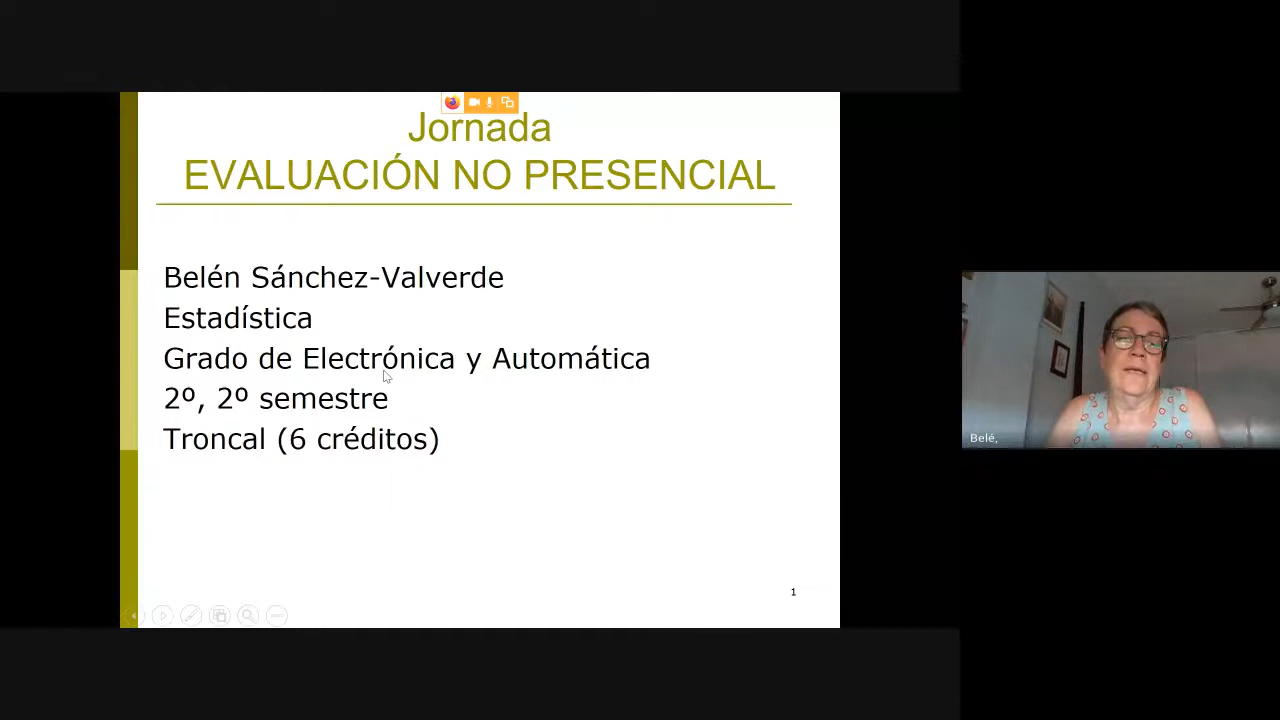 Jornada
EVALUACIÓN NO PRESENCIAL
Belén Sánchez-Valverde
Estadística
Grado de Electrónica y Automática
2º, 2º semestre
Troncal (6 créditos)
1
Belé,